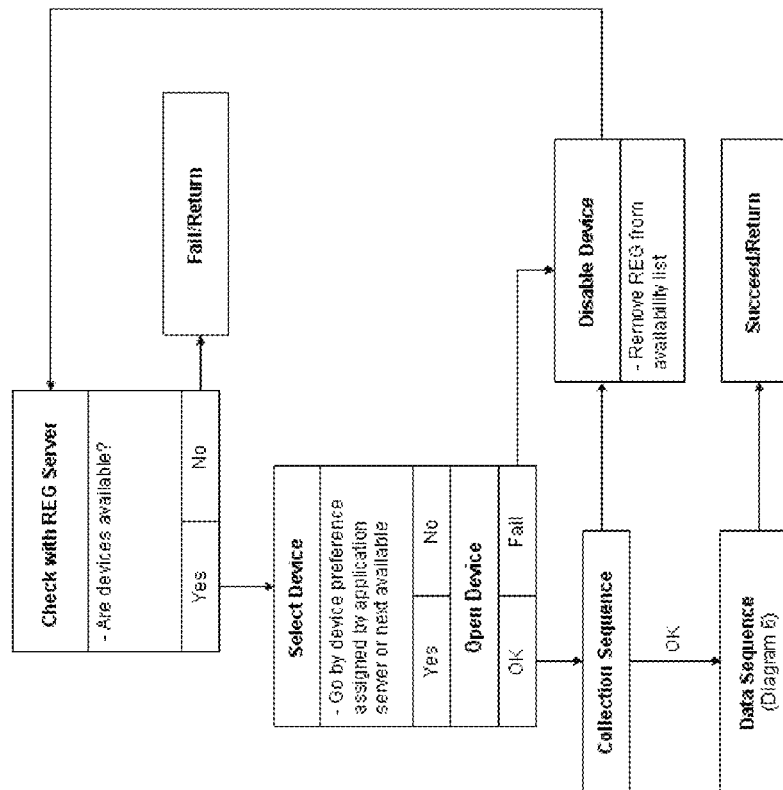 Check with REG Server
- Are devices available?
Yes
No
Fail/Return
Select Device
- Go by device preference
assigned by application
server or next available
Yes
No
Open Device
OK
Fail
Disable Device
- Remove REG from
availability list
Collection Sequence
OK
Data Sequence
(Diagram 6)
Succeed/Return